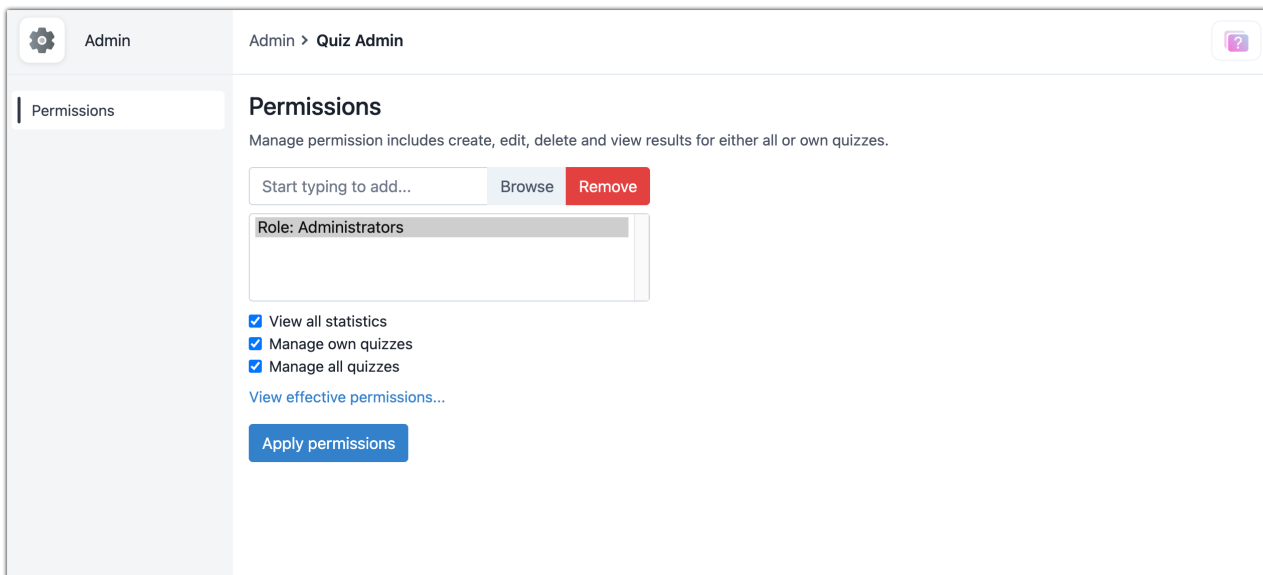 Admin
Admin > Quiz Admin
?
Permissions
Permissions
Manage permission includes create, edit, delete and view results for either all or own quizzes.
Start typing to add... Browse Remove
Role: Administrators
View all statistics
Manage own quizzes
Manage all quizzes
View effective permissions...
Apply permissions